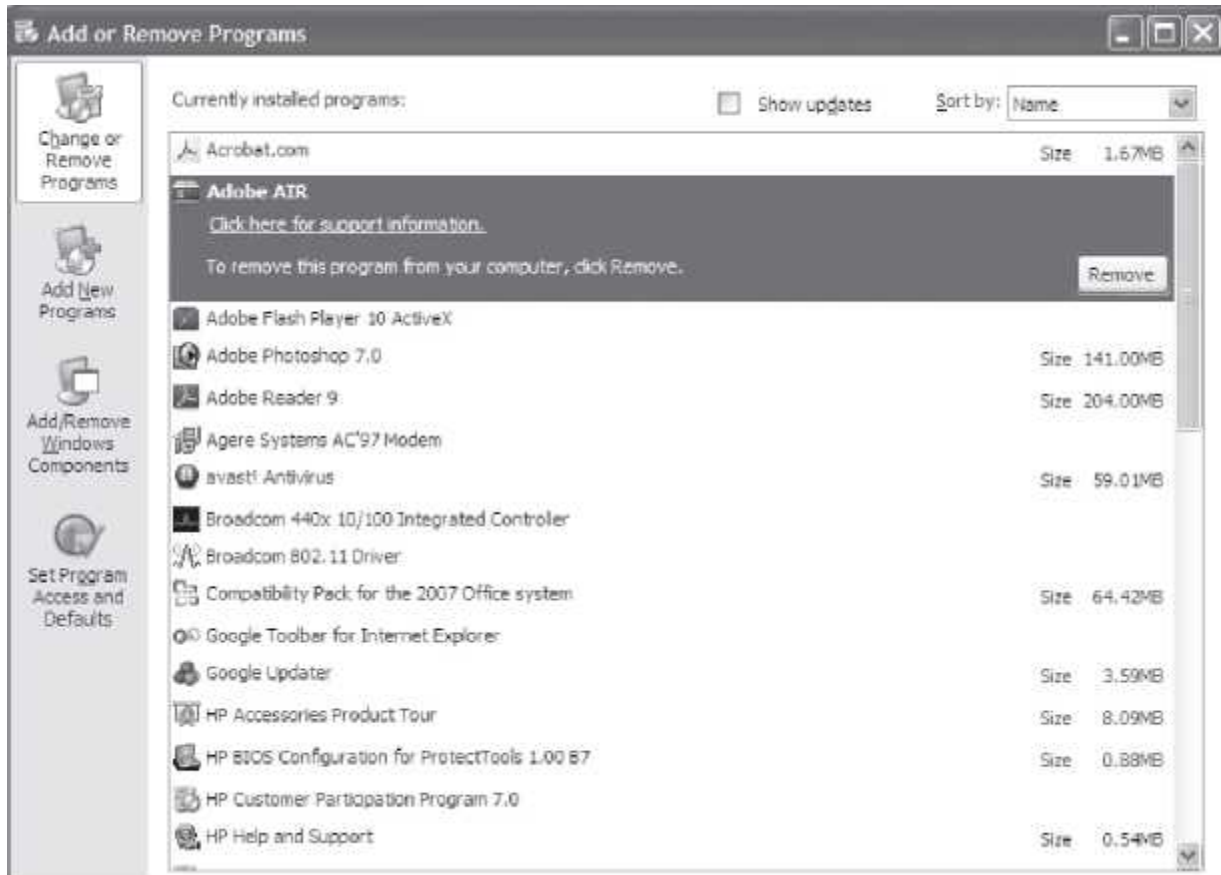 Add or Remove Programs
Change or
Remove
Programs
Add New
Programs
Add/Remove
Windows
Components
Set Program
Access and
Defaults
Currently installed programs:
Show updates
Sort by: Name
Acrobat.com Size 1.67MB
Adobe AIR
Click here for support information.
To remove this program from your computer, click Remove.
Remove
Adobe Flash Player 10 ActiveX
Adobe Photoshop 7.0 Size 141.00MB
Adobe Reader 9 Size 204.00MB
Agere Systems AC'97 Modem
avast! Antivirus Size 59.01MB
Broadcom 440x 10/100 Integrated Controller
Broadcom 802.11 Driver
Compatibility Pack for the 2007 Office system Size 64.42MB
Google Toolbar for Internet Explorer
Google Updater Size 3.59MB
HP Accessories Product Tour Size 8.09MB
HP BIOS Configuration for ProtectTools 1.00 B7 Size 0.88MB
HP Customer Participation Program 7.0
HP Help and Support Size 0.54MB